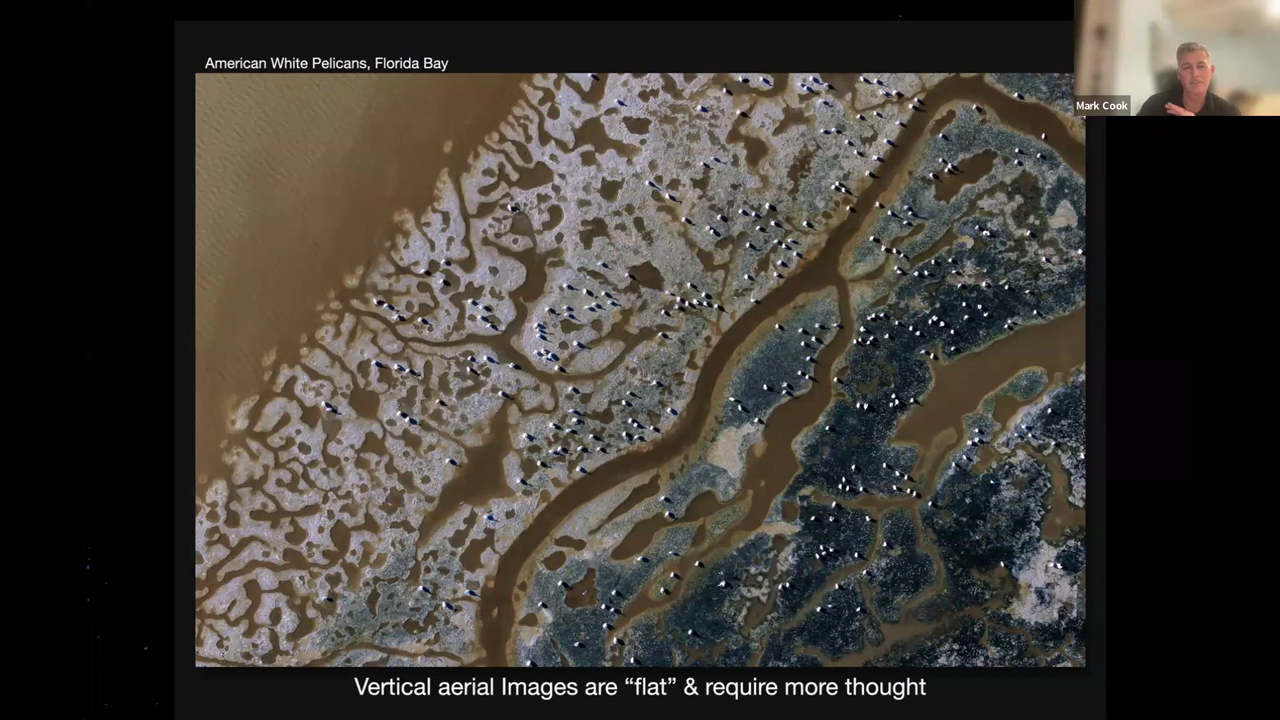 American White Pelicans, Florida Bay
Mark Cook
Vertical aerial Images are “flat” & require more thought